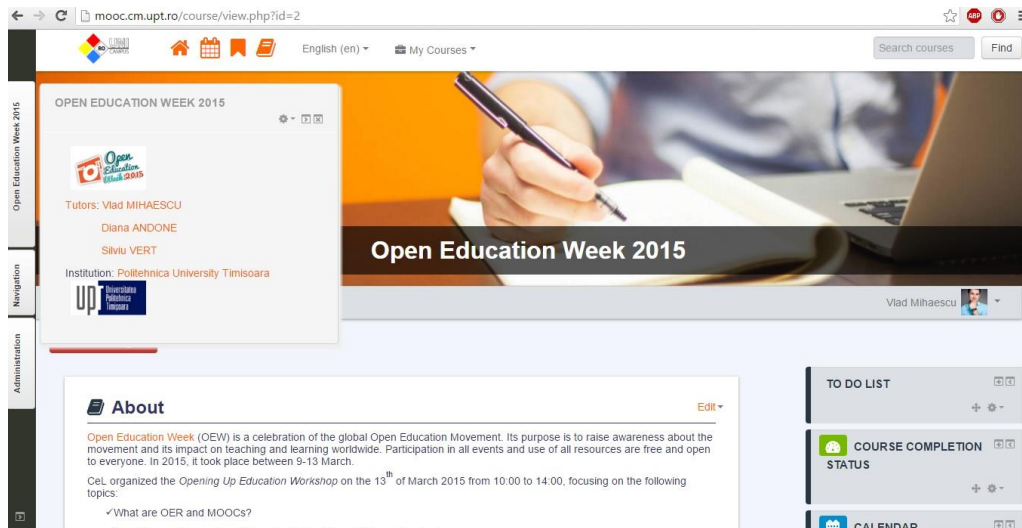 mooc.cm.upt.ro/course/view.php?id=2
ABP
RO UNI CAMPUS
English (en)
My Courses
Search courses
Find
Open Education Week 2015
Navigation
Administration
OPEN EDUCATION WEEK 2015
Open
Education
Week 2015
Tutors: Vlad MIHAESCU
Diana ANDONE
Silviu VERT
Institution: Politehnica University Timisoara
UPT Universitatea
Politehnica
Timișoara
Open Education Week 2015
Vlad Mihaescu
About
Edit
Open Education Week (OEW) is a celebration of the global Open Education Movement. Its purpose is to raise awareness about the
movement and its impact on teaching and learning worldwide. Participation in all events and use of all resources are free and open
to everyone. In 2015, it took place between 9-13 March.
CeL organized the Opening Up Education Workshop on the 13th of March 2015 from 10:00 to 14:00, focusing on the following
topics:
✓What are OER and MOOCs?
TO DO LIST
COURSE COMPLETION
STATUS
CALENDAR